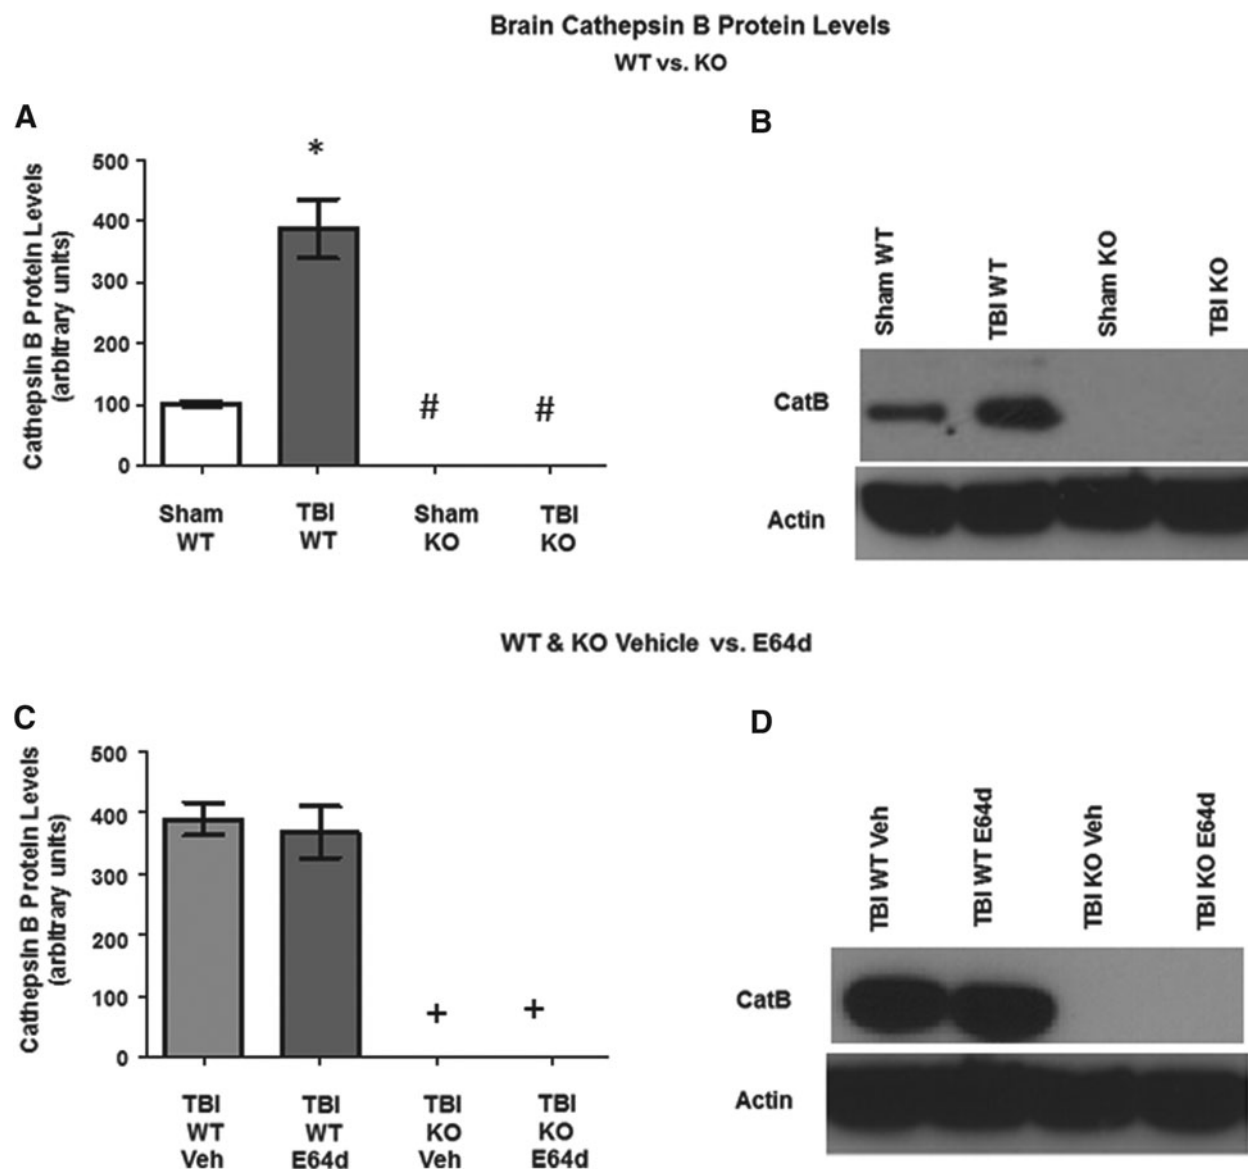 Brain Cathepsin B Protein Levels
WT vs. KO
A
Cathepsin B Protein Levels
(arbitrary units)
500
400
300
200
100
0
*
#
#
Sham WT
TBI WT
Sham KO
TBI KO
B
Sham WT
TBI WT
Sham KO
TBI KO
CatB
Actin
WT & KO Vehicle vs. E64d
C
Cathepsin B Protein Levels
(arbitrary units)
500
400
300
200
100
0
+
+
TBI WT Veh
TBI WT E64d
TBI KO Veh
TBI KO E64d
D
TBI WT Veh
TBI WT E64d
TBI KO Veh
TBI KO E64d
CatB
Actin